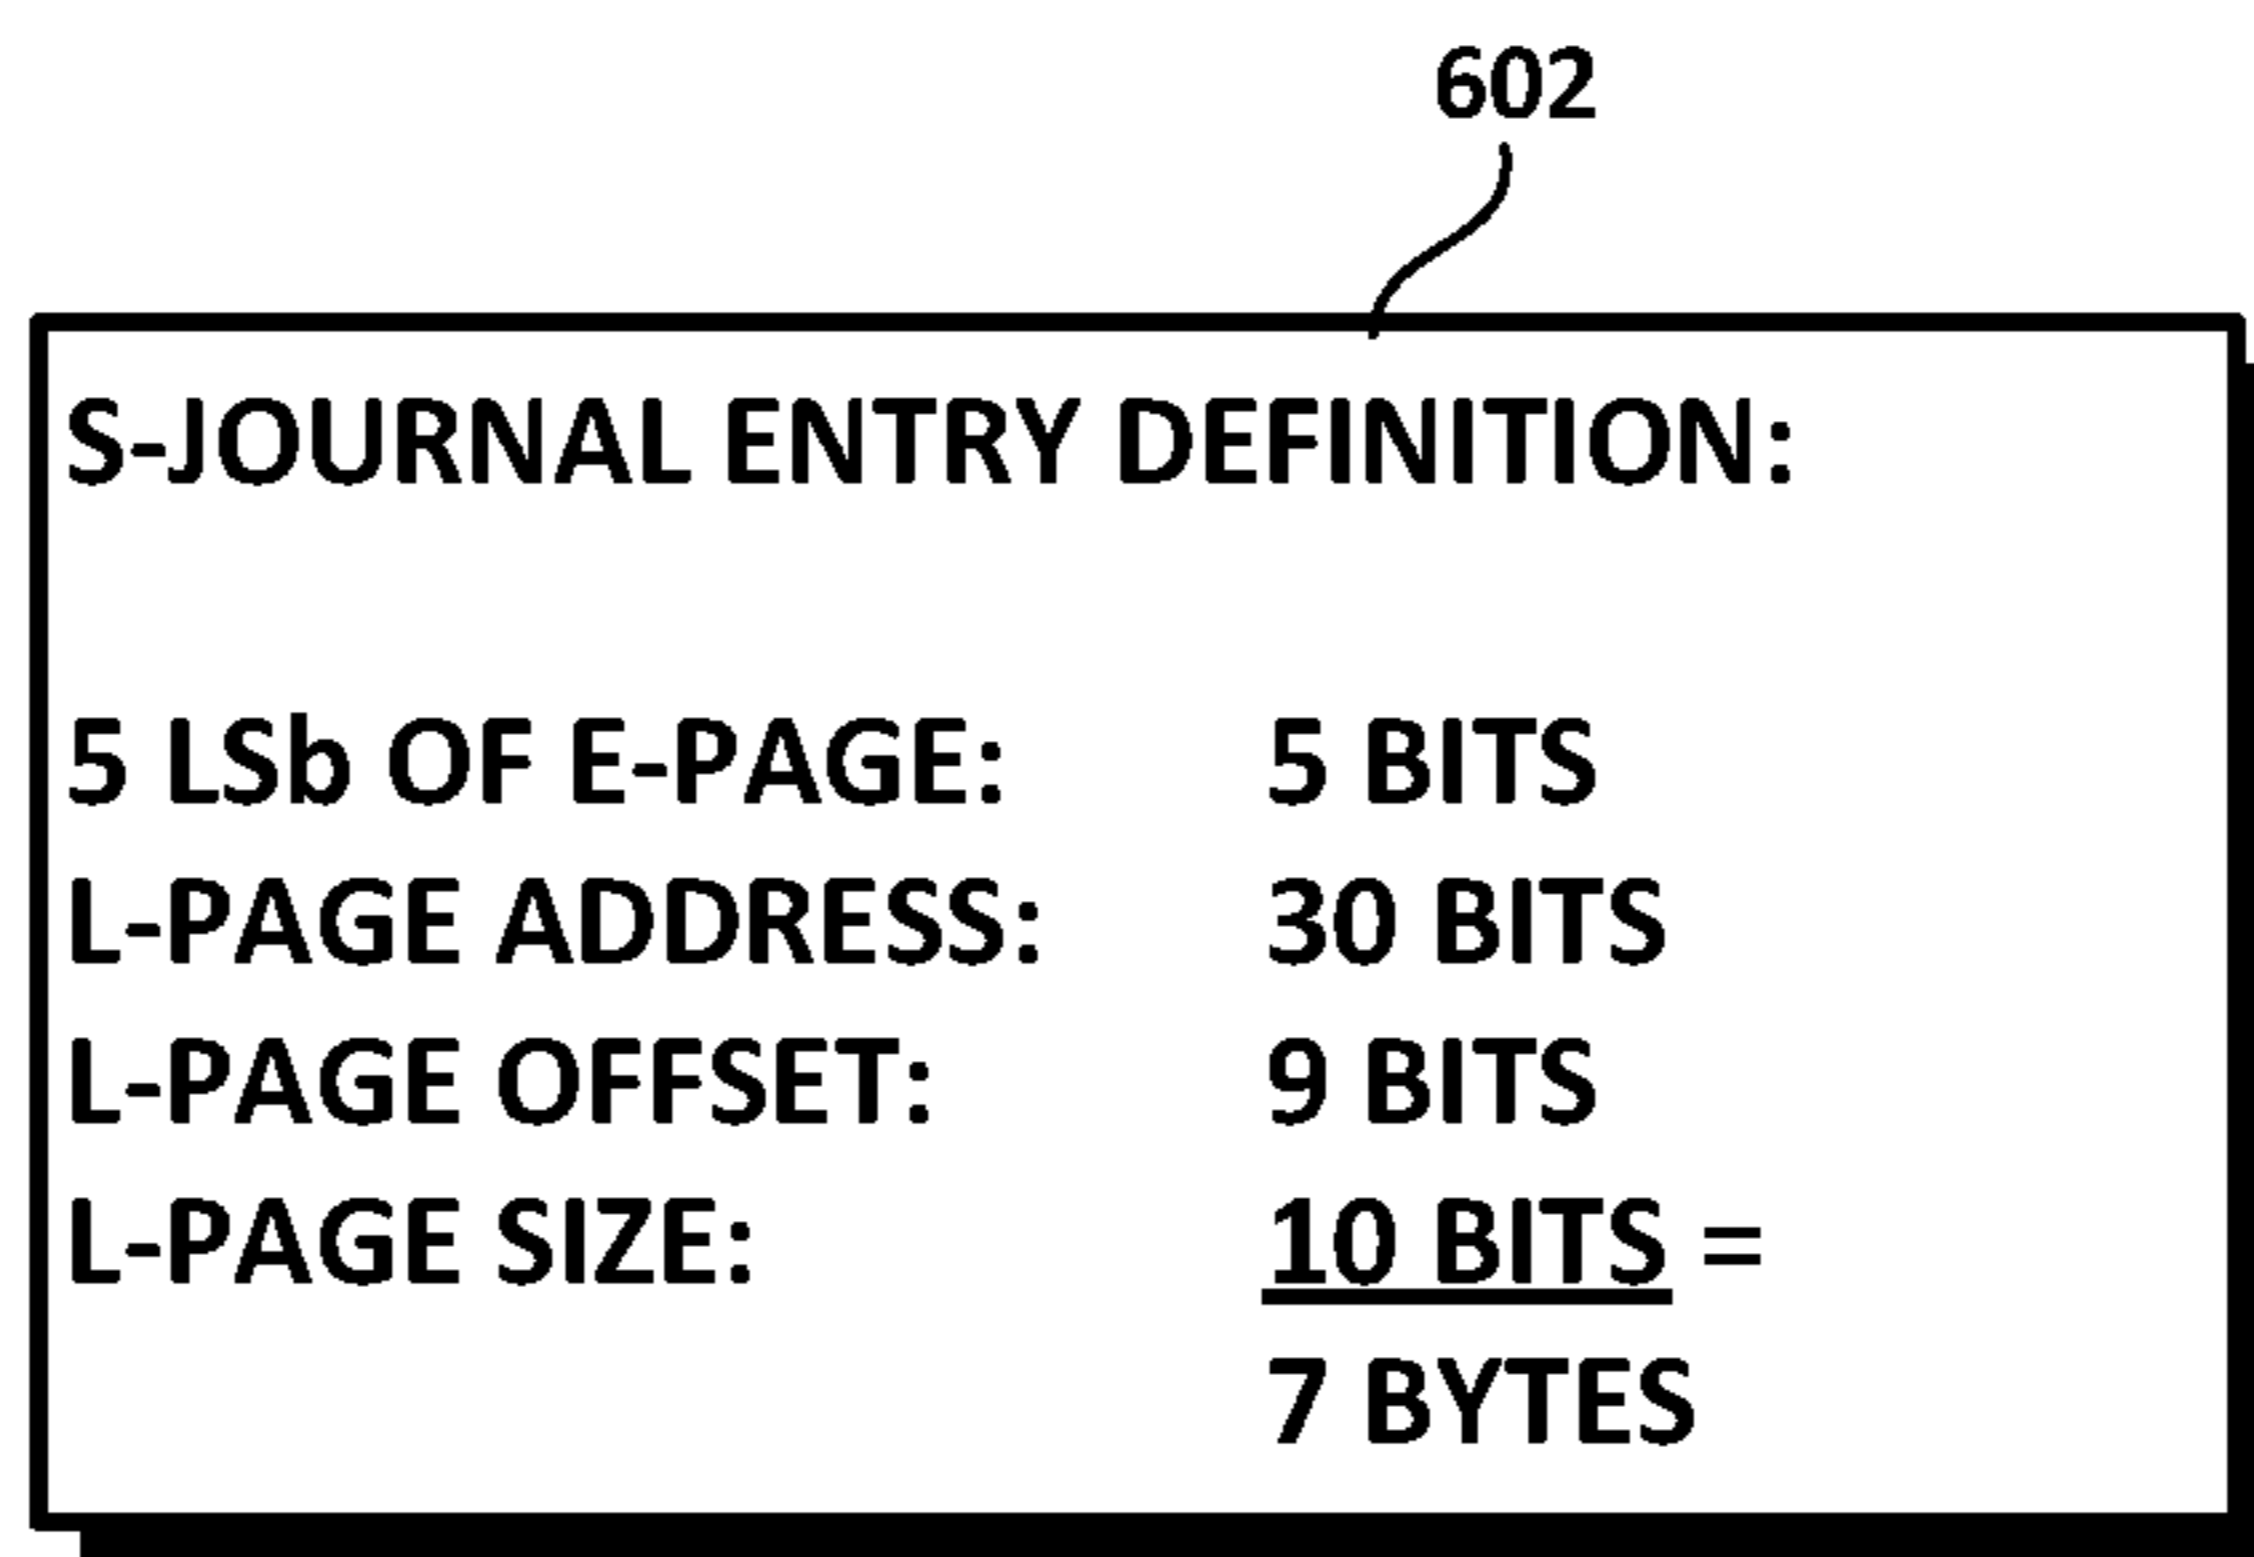 602
S-JOURNAL ENTRY DEFINITION:
5 LSb OF E-PAGE: 5 BITS
L-PAGE ADDRESS: 30 BITS
L-PAGE OFFSET: 9 BITS
L-PAGE SIZE: 10 BITS =
7 BYTES